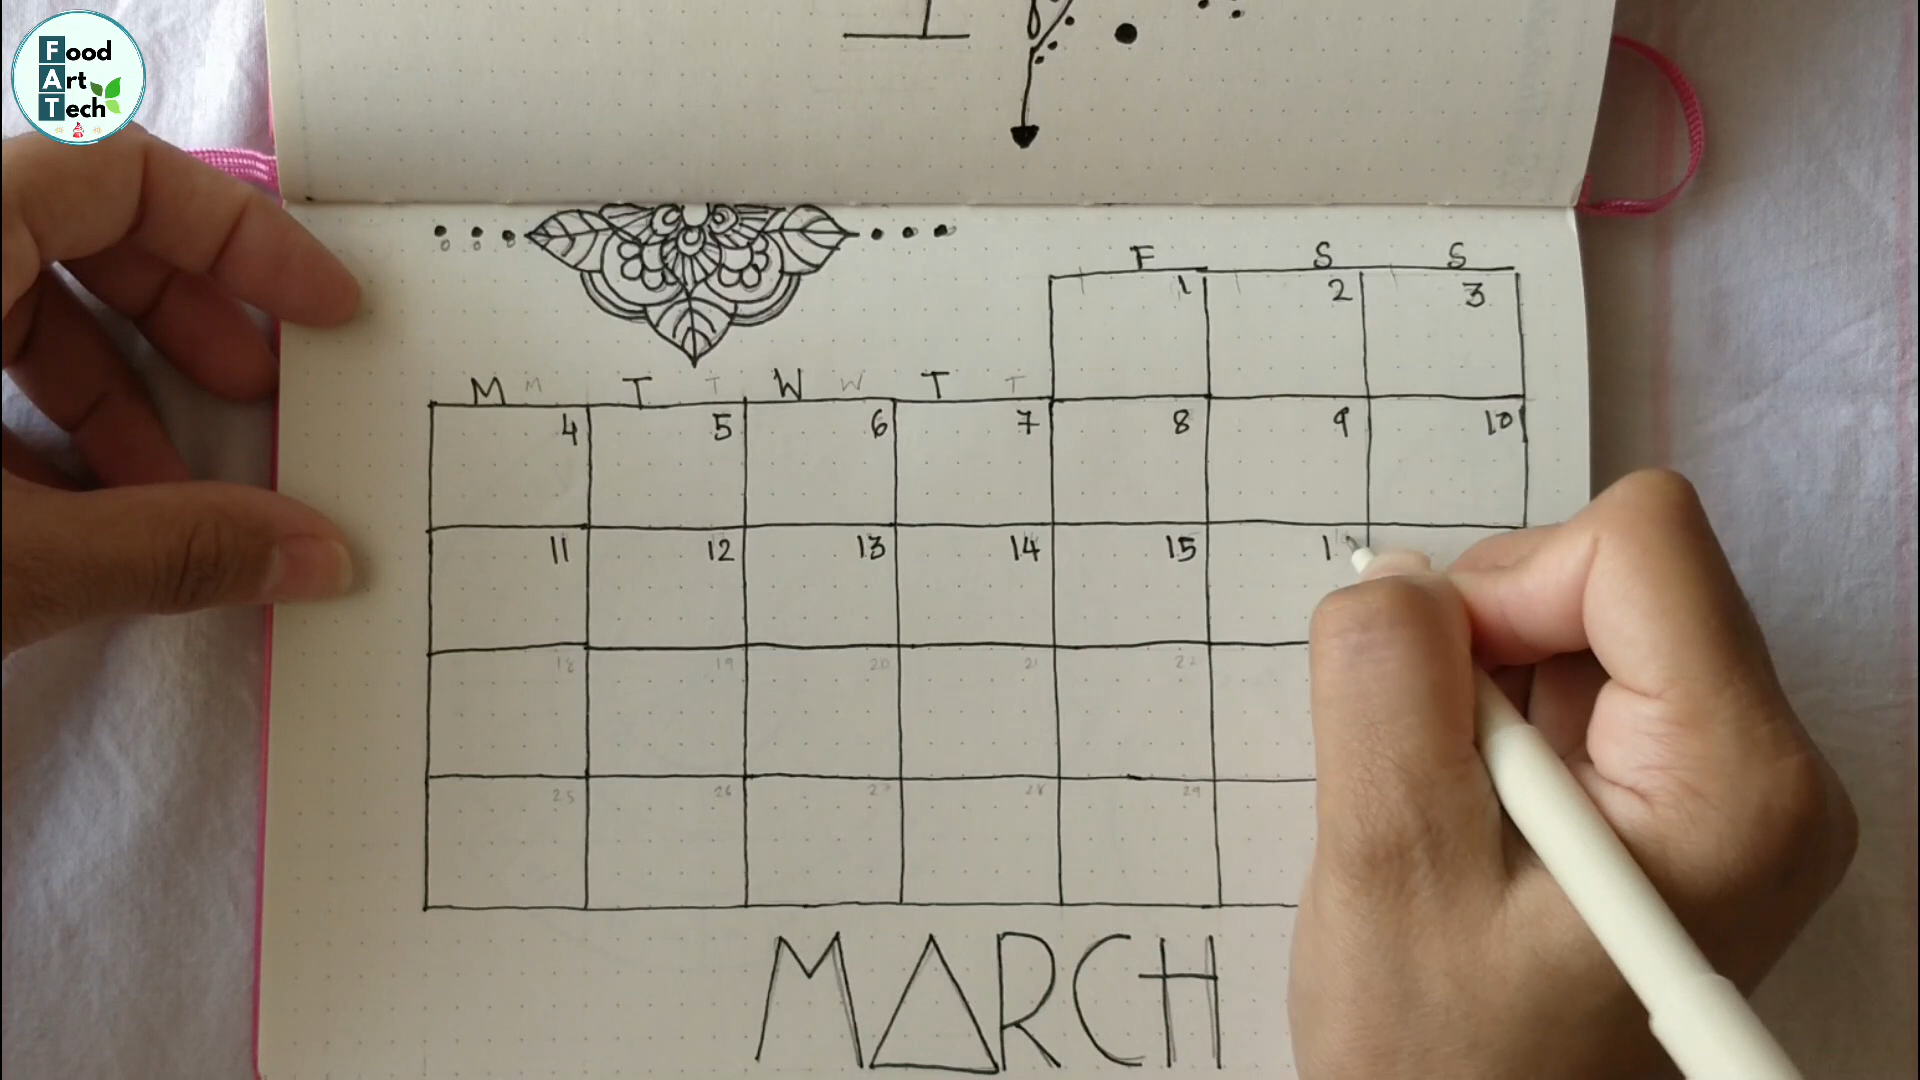 Food
Art
Tech
F S S
1 2 3
M M T T W W T T
4 5 6 7 8 9 10
11 12 13 14 15 1
18 19 20 21 22
25 26 27 28 29
MARCH